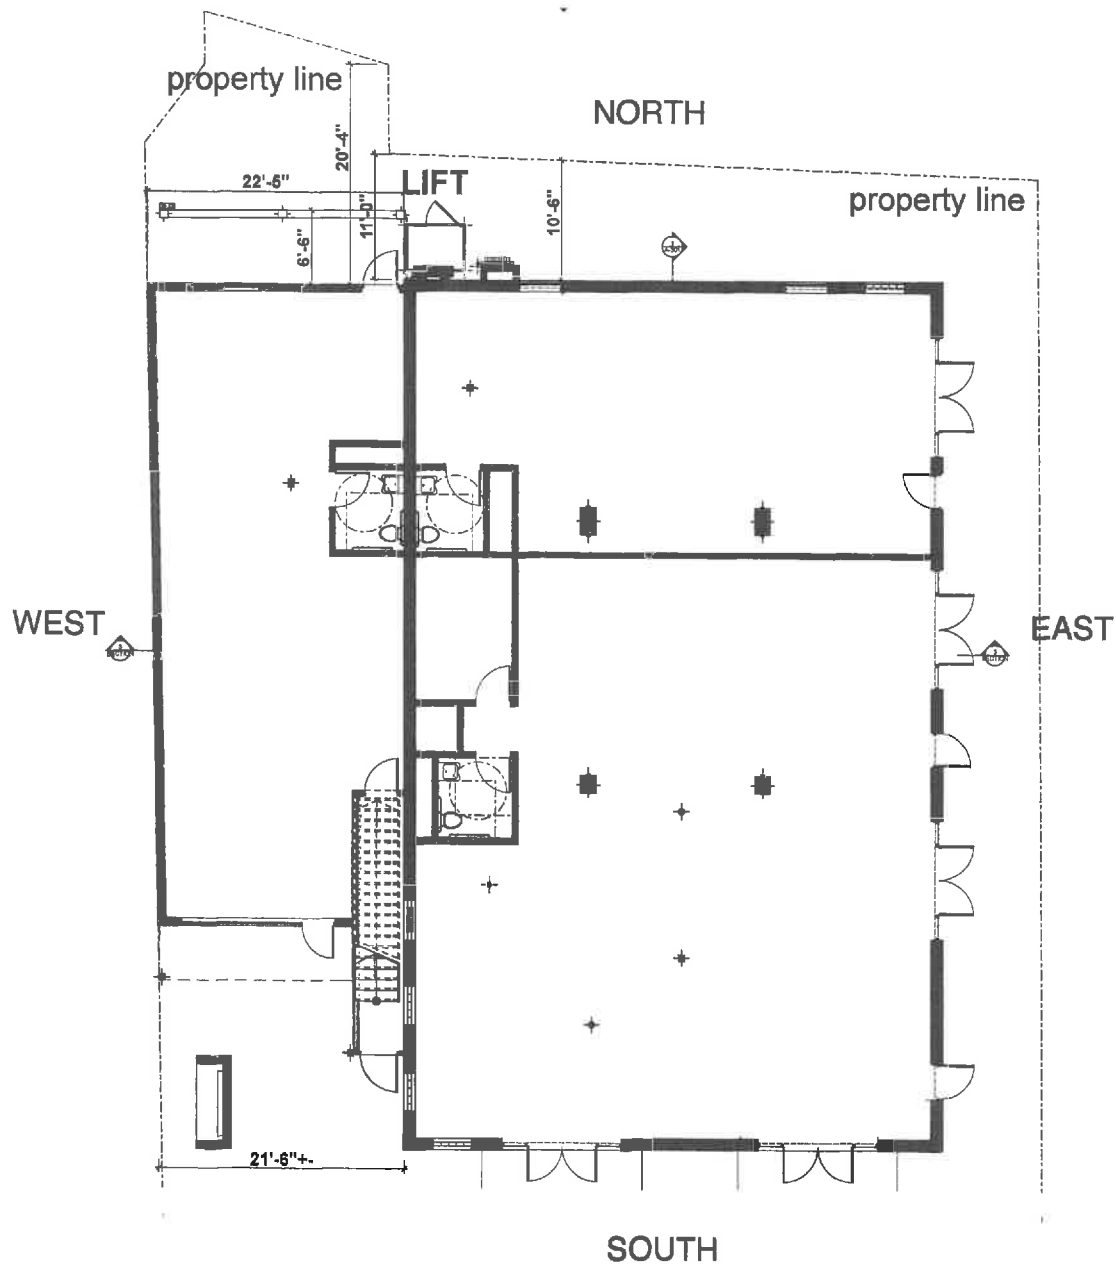 property line
NORTH
20'-4"
22'-5"
LIFT
property line
11'-0"
10'-6"
6'-6"
WEST
EAST
21'-6"+-
SOUTH